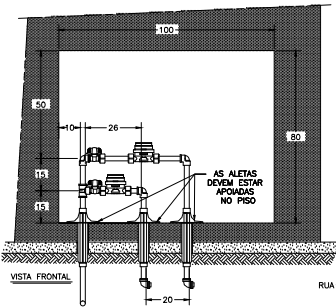 100
50
80
10
26
15
15
AS ALETAS
DEVEM ESTAR
APOIADAS
NO PISO
VISTA FRONTAL
RUA
20